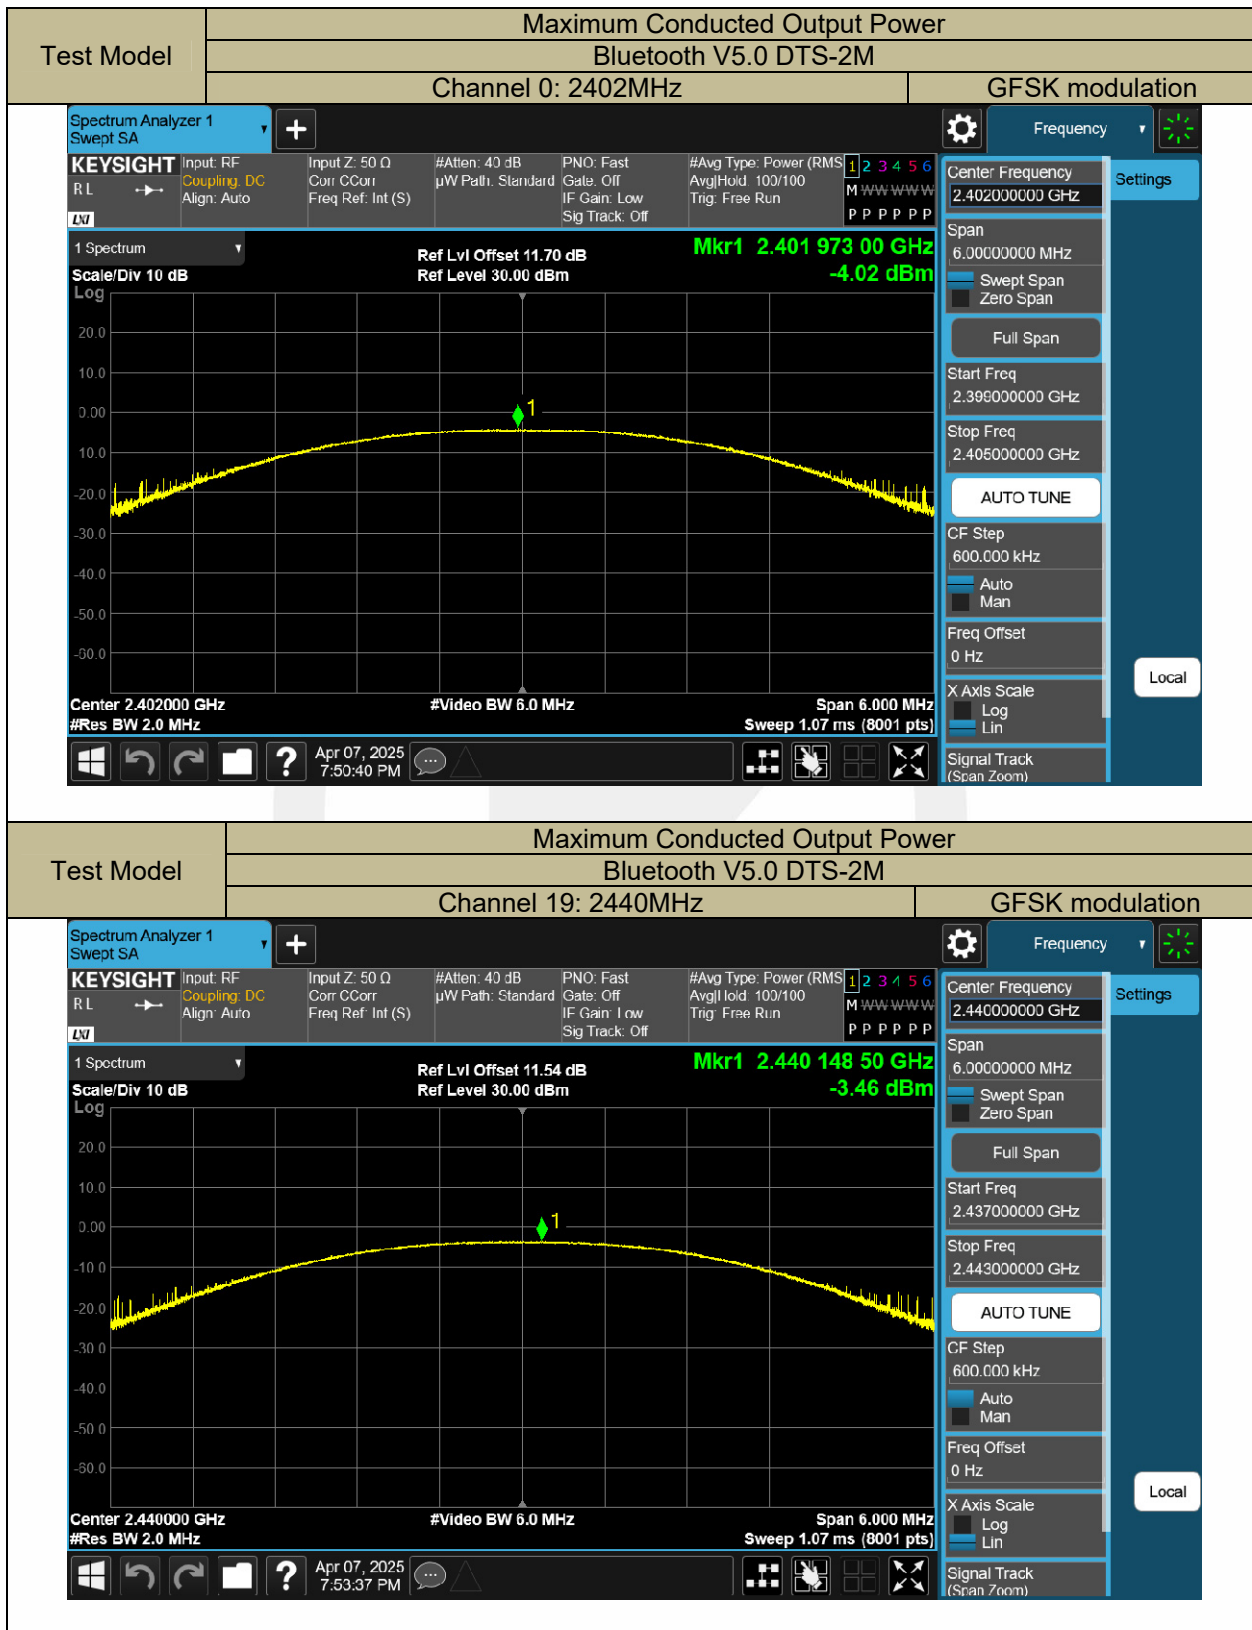 Test Model
Maximum Conducted Output Power
Bluetooth V5.0 DTS-2M
Channel 0: 2402MHz GFSK modulation
Spectrum Analyzer 1
Swept SA
Frequency
KEYSIGHT Input: RF Input Z: 50 Ω #Atten: 40 dB PNO: Fast #Avg Type: Power (RMS 1 2 3 4 5 6
R L Coupling: DC Corr CCorr µW Path: Standard Gate: Off Avg|Hold: 100/100 M W W W W W
Align: Auto Freq Ref: Int (S) IF Gain: Low Trig: Free Run
LXI Sig Track: Off P P P P P P
1 Spectrum
Ref Lvl Offset 11.70 dB
Mkr1 2.401 973 00 GHz
Scale/Div 10 dB Ref Level 30.00 dBm -4.02 dBm
Log
20.0
10.0
0.00
10.0
-20.0
-30.0
-40.0
-50.0
-60.0
1
Center 2.402000 GHz #Video BW 6.0 MHz Span 6.000 MHz
#Res BW 2.0 MHz Sweep 1.07 ms (8001 pts)
Apr 07, 2025
7:50:40 PM
Center Frequency
2.402000000 GHz
Settings
Span
6.00000000 MHz
Swept Span
Zero Span
Full Span
Start Freq
2.399000000 GHz
Stop Freq
2.405000000 GHz
AUTO TUNE
CF Step
600.000 kHz
Auto
Man
Freq Offset
0 Hz
Local
X Axis Scale
Log
Lin
Signal Track
(Span Zoom)
Test Model
Maximum Conducted Output Power
Bluetooth V5.0 DTS-2M
Channel 19: 2440MHz GFSK modulation
Spectrum Analyzer 1
Swept SA
Frequency
KEYSIGHT Input: RF Input Z: 50 Ω #Atten: 40 dB PNO: Fast #Avg Type: Power (RMS 1 2 3 4 5 6
R L Coupling: DC Corr CCorr µW Path: Standard Gate: Off Avg|Hold: 100/100 M W W W W W
Align: Auto Freq Ref: Int (S) IF Gain: Low Trig: Free Run
LXI Sig Track: Off P P P P P P
1 Spectrum
Ref Lvl Offset 11.54 dB
Mkr1 2.440 148 50 GHz
Scale/Div 10 dB Ref Level 30.00 dBm -3.46 dBm
Log
20.0
10.0
0.00
-10.0
-20.0
-30.0
-40.0
-50.0
-60.0
1
Center 2.440000 GHz #Video BW 6.0 MHz Span 6.000 MHz
#Res BW 2.0 MHz Sweep 1.07 ms (8001 pts)
Apr 07, 2025
7:53:37 PM
Center Frequency
2.440000000 GHz
Settings
Span
6.00000000 MHz
Swept Span
Zero Span
Full Span
Start Freq
2.437000000 GHz
Stop Freq
2.443000000 GHz
AUTO TUNE
CF Step
600.000 kHz
Auto
Man
Freq Offset
0 Hz
Local
X Axis Scale
Log
Lin
Signal Track
(Span Zoom)